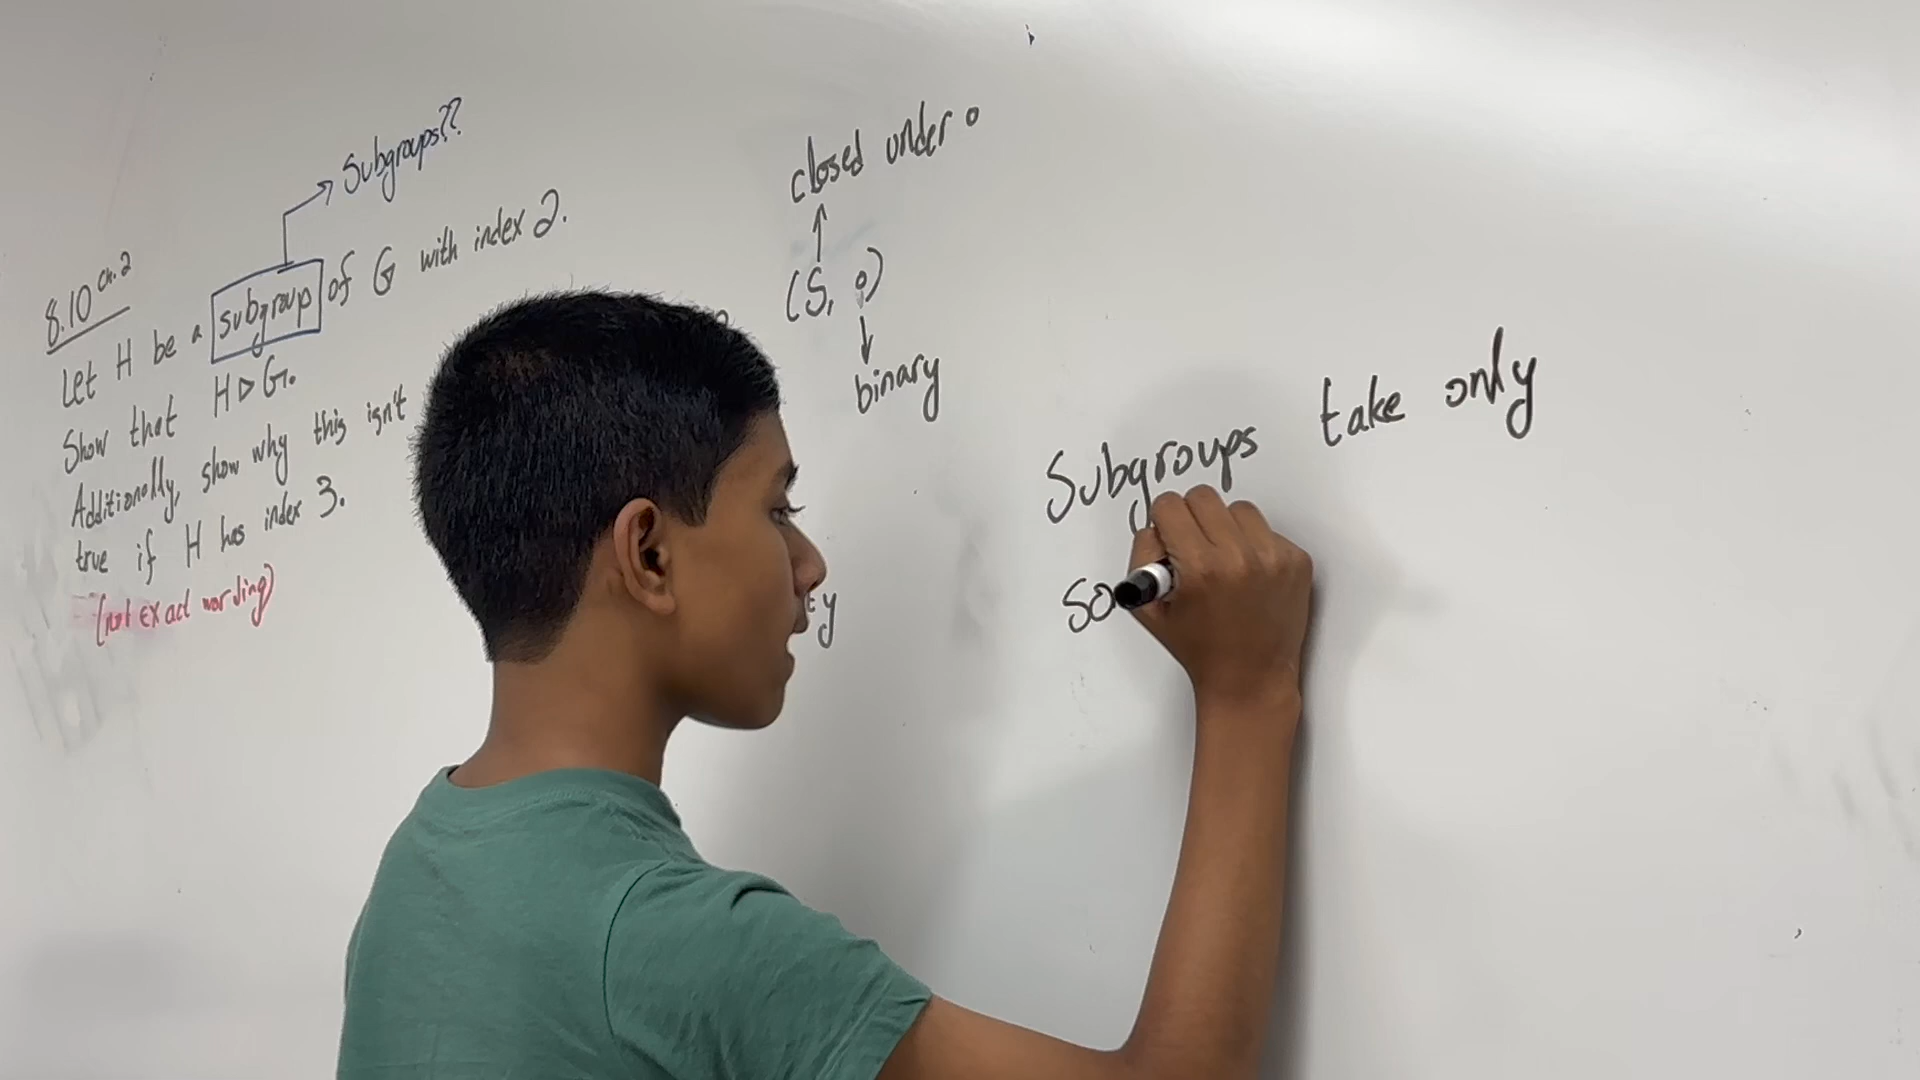 Subgroups??
8.10 ch.2
Let H be a subgroup of G with index 2.
Show that H ▷ G.
Additionally, show why this isn't
true if H has index 3.
(not exact wording)
closed under ∘
(S, ∘)
binary
Subgroups take only
so